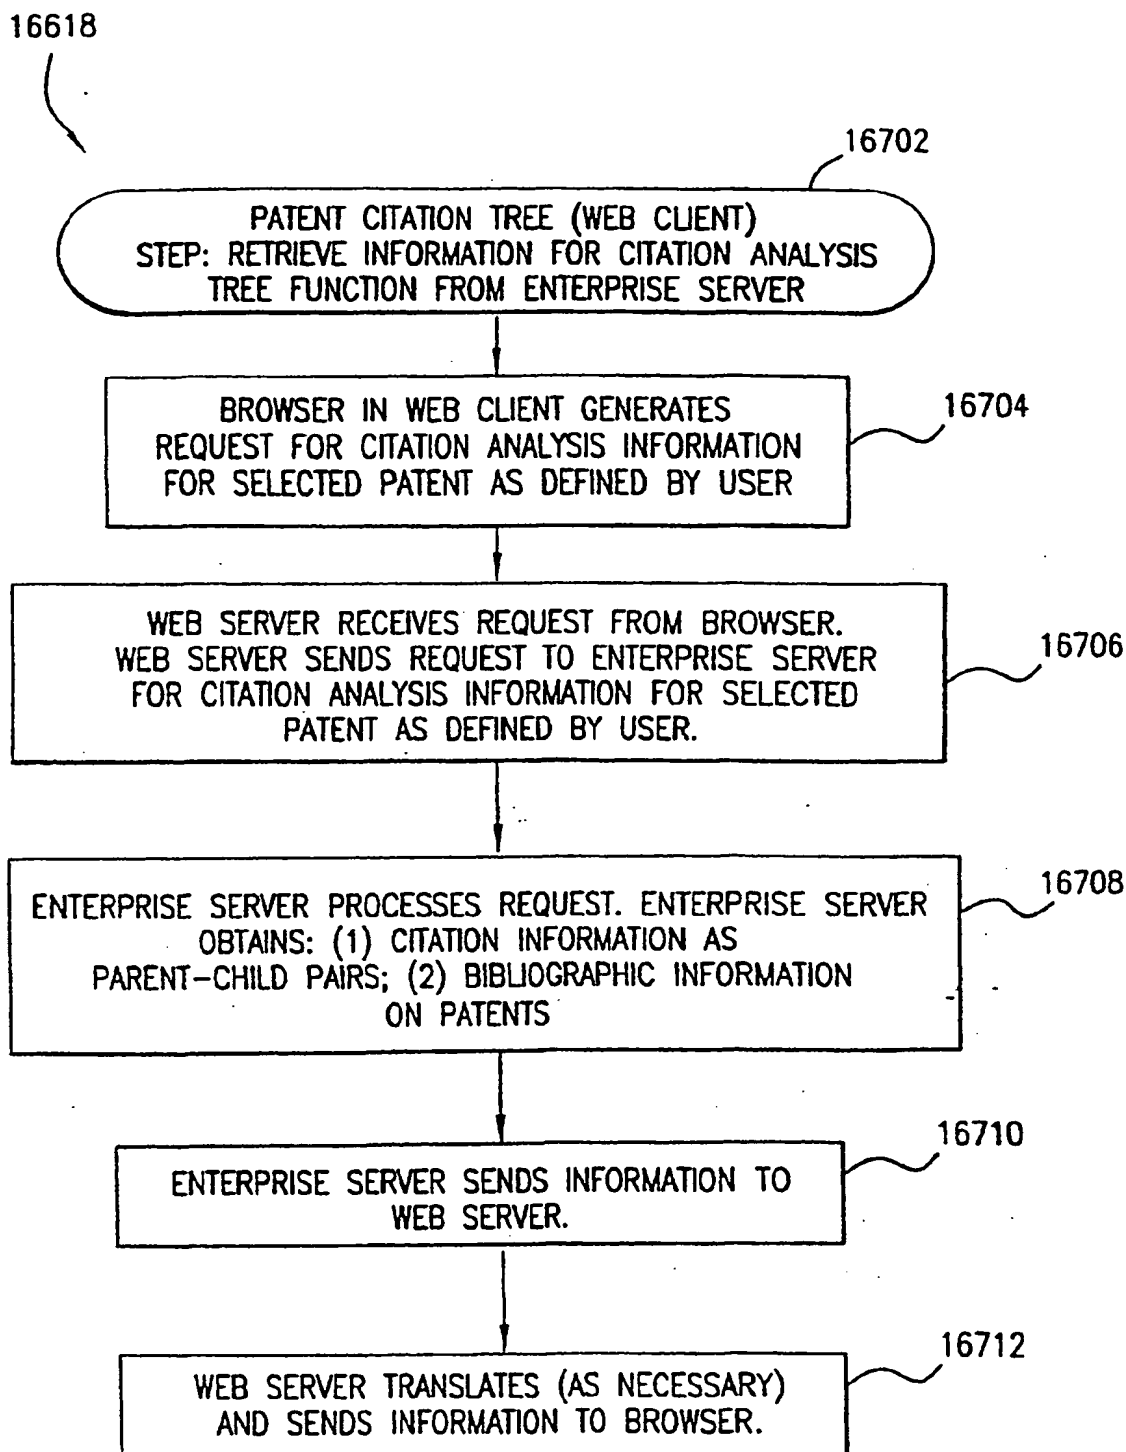 16618
16702
PATENT CITATION TREE (WEB CLIENT)
STEP: RETRIEVE INFORMATION FOR CITATION ANALYSIS
TREE FUNCTION FROM ENTERPRISE SERVER
16704
BROWSER IN WEB CLIENT GENERATES
REQUEST FOR CITATION ANALYSIS INFORMATION
FOR SELECTED PATENT AS DEFINED BY USER
16706
WEB SERVER RECEIVES REQUEST FROM BROWSER.
WEB SERVER SENDS REQUEST TO ENTERPRISE SERVER
FOR CITATION ANALYSIS INFORMATION FOR SELECTED
PATENT AS DEFINED BY USER.
16708
ENTERPRISE SERVER PROCESSES REQUEST. ENTERPRISE SERVER
OBTAINS: (1) CITATION INFORMATION AS
PARENT-CHILD PAIRS; (2) BIBLIOGRAPHIC INFORMATION
ON PATENTS
16710
ENTERPRISE SERVER SENDS INFORMATION TO
WEB SERVER.
16712
WEB SERVER TRANSLATES (AS NECESSARY)
AND SENDS INFORMATION TO BROWSER.